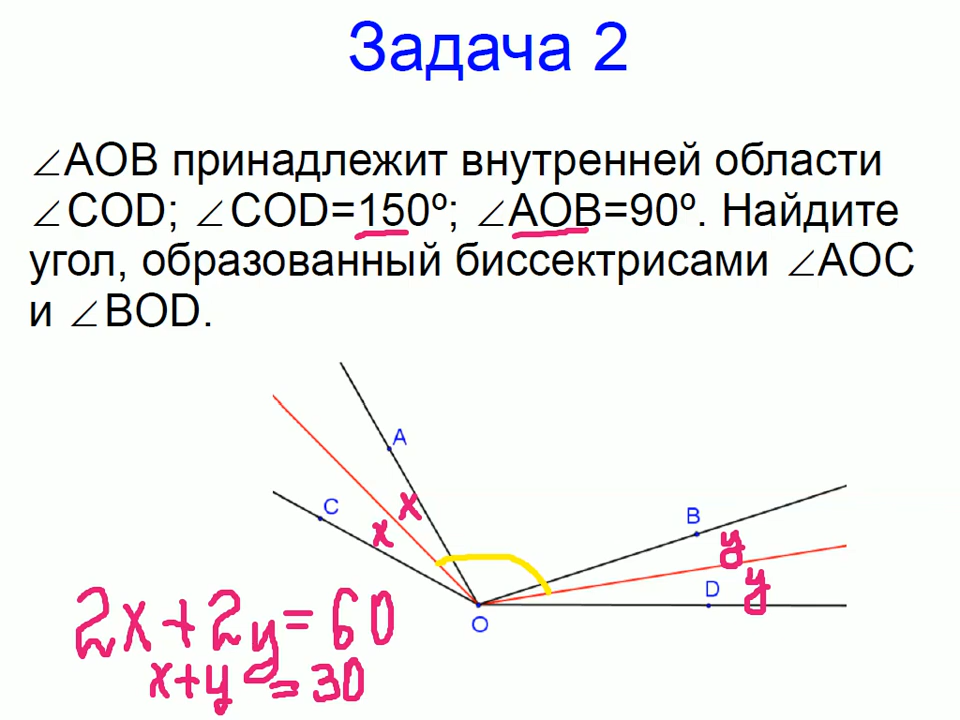 Задача 2
∠AOB принадлежит внутренней области
∠COD; ∠COD=150º; ∠AOB=90º. Найдите
угол, образованный биссектрисами ∠AOC
и ∠BOD.
A
C
x
x
B
y
y
D
O
2x+2y=60
x+y=30